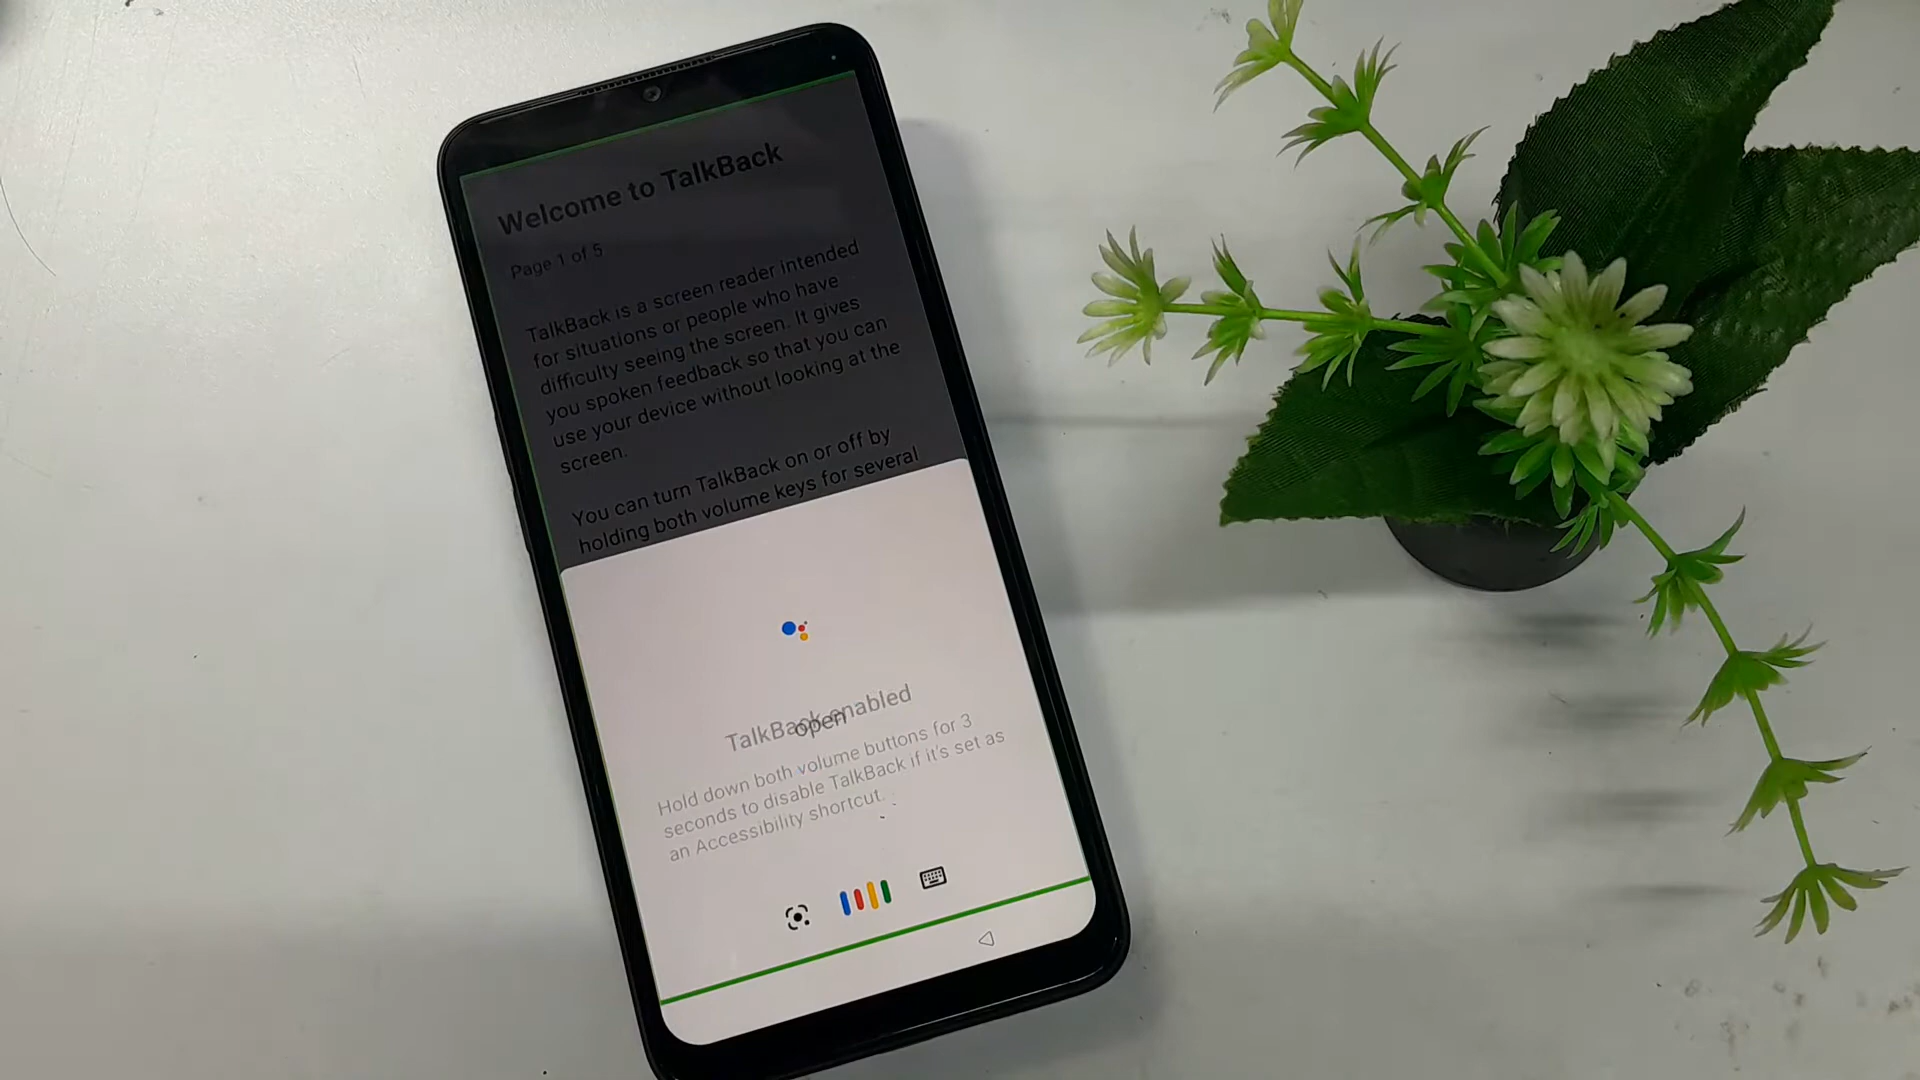 Welcome to TalkBack
Page 1 of 5
TalkBack is a screen reader intended
for situations or people who have
difficulty seeing the screen. It gives
you spoken feedback so that you can
use your device without looking at the
screen.
You can turn TalkBack on or off by
holding both volume keys for several
TalkBack enabled
open
Hold down both volume buttons for 3
seconds to disable TalkBack if it's set as
an Accessibility shortcut.